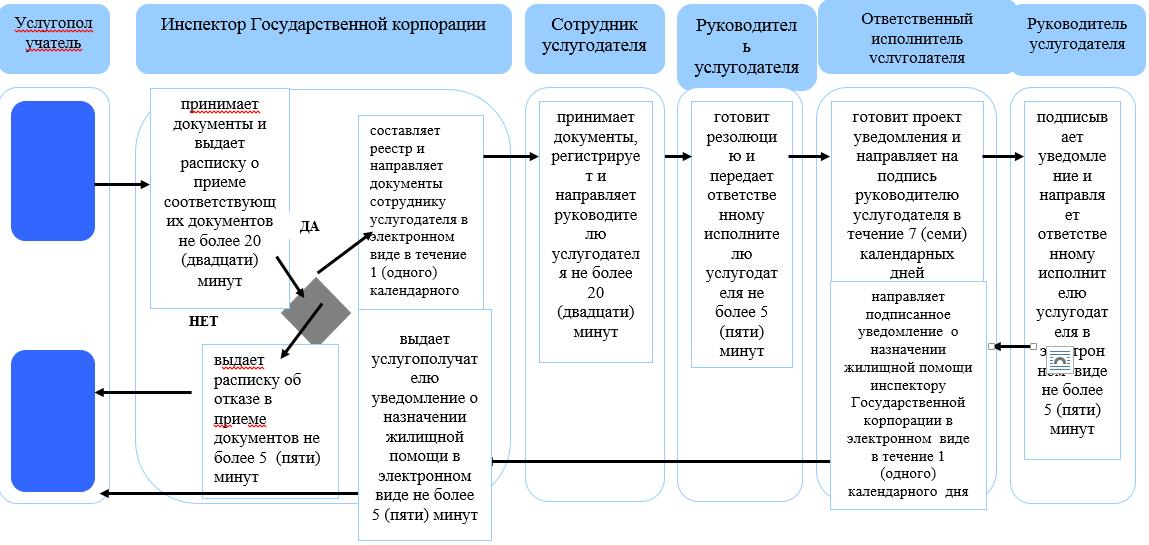 Услугопол
учатель
Инспектор Государственной корпорации
Сотрудник
услугодателя
Руководител
ь
услугодателя
Ответственный
исполнитель
услугодателя
Руководитель
услугодателя
принимает
документы и
выдает
расписку о
приеме
соответствующ
их документов
не более 20
(двадцати)
минут
ДА
НЕТ
составляет
реестр и
направляет
документы
сотруднику
услугодателя в
электронном
виде в течение
1 (одного)
календарного
выдает
расписку об
отказе в
приеме
документов не
более 5 (пяти)
минут
выдает
услугополучат
елю
уведомление о
назначении
жилищной
помощи в
электронном
виде не более
5 (пяти) минут
принимает
документы,
регистрируе
т и
направляет
руководите
лю
услугодател
я не более
20
(двадцати)
минут
готовит
резолюци
ю и
передает
ответстве
нному
исполните
лю
услугодат
еля не
более 5
(пяти)
минут
готовит проект
уведомления и
направляет на
подпись
руководителю
услугодателя в
течение 7 (семи)
календарных
дней
направляет
подписанное
уведомление о
назначении
жилищной помощи
инспектору
Государственной
корпорации в
электронном виде
в течение 1
(одного)
календарного дня
подписыв
ает
уведомле
ние и
направля
ет
ответстве
нному
исполнит
елю
услугодат
еля в
электрон
ном виде
не более
5 (пяти)
минут